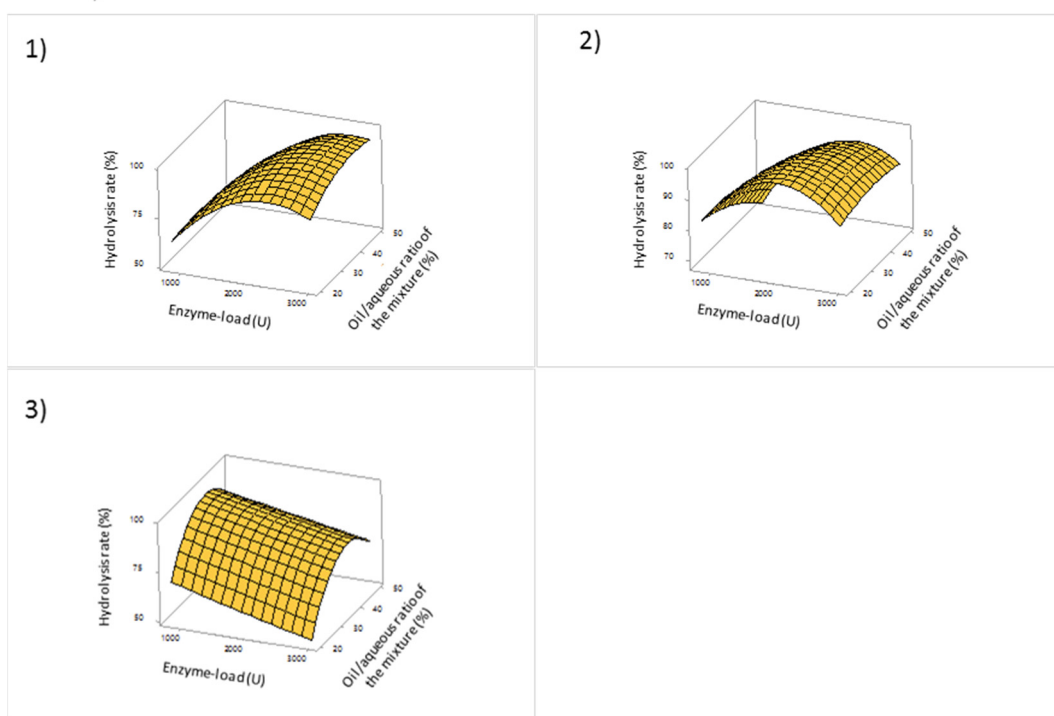 1)
Hydrolysis rate (%)
100
75
50
1000
2000
3000
Enzyme-load (U)
20
30
40
50
Oil/aqueous ratio of
the mixture (%)
2)
Hydrolysis rate (%)
100
90
80
70
1000
2000
3000
Enzyme-load (U)
20
30
40
50
Oil/aqueous ratio of
the mixture (%)
3)
Hydrolysis rate (%)
100
75
50
1000
2000
3000
Enzyme-load (U)
20
30
40
50
Oil/aqueous ratio of
the mixture (%)